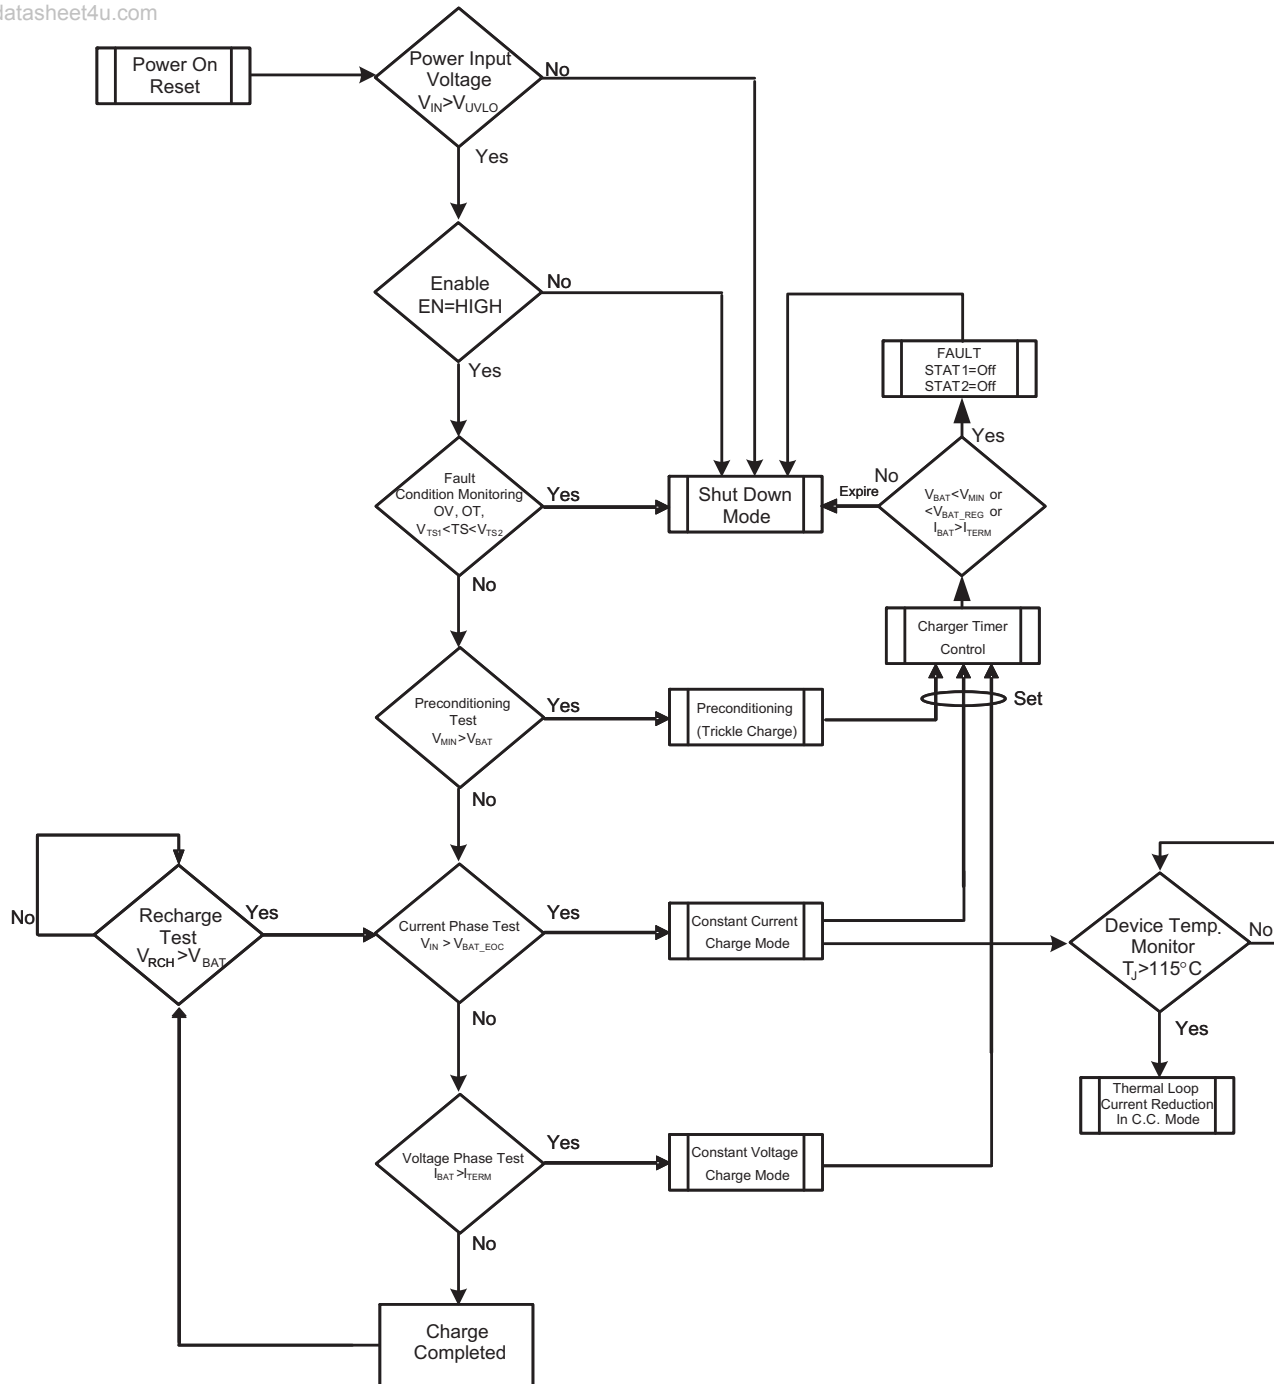 datasheet4u.com
Power On
Reset
Power Input
Voltage
VIN>VUVLO
No
Yes
Enable
EN=HIGH
No
Yes
FAULT
STAT1=Off
STAT2=Off
Yes
Fault
Condition Monitoring
OV, OT,
VTS1<TS<VTS2
Yes
No
Shut Down
Mode
No
Expire
VBAT<VMIN or
<VBAT_REG or
IBAT>ITERM
Charger Timer
Control
Set
Preconditioning
Test
VMIN>VBAT
Yes
No
Preconditioning
(Trickle Charge)
No
Recharge
Test
VRCH>VBAT
Yes
Current Phase Test
VIN > VBAT_EOC
Yes
No
Constant Current
Charge Mode
Device Temp.
Monitor
TJ>115°C
No
Yes
Thermal Loop
Current Reduction
In C.C. Mode
Voltage Phase Test
IBAT>ITERM
Yes
No
Constant Voltage
Charge Mode
Charge
Completed